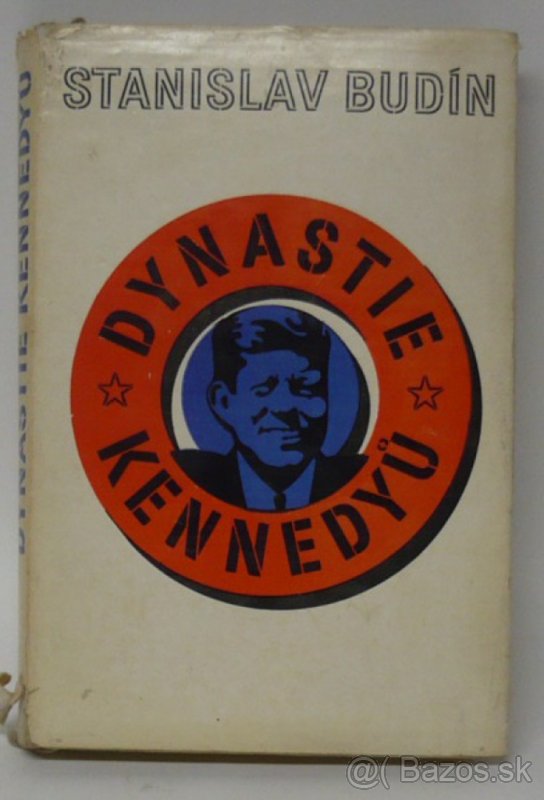 STANISLAV BUDÍN
DYNASTIE
KENNEDYŮ
DYNASTIE KENNEDYŮ
@( Bazos.sk